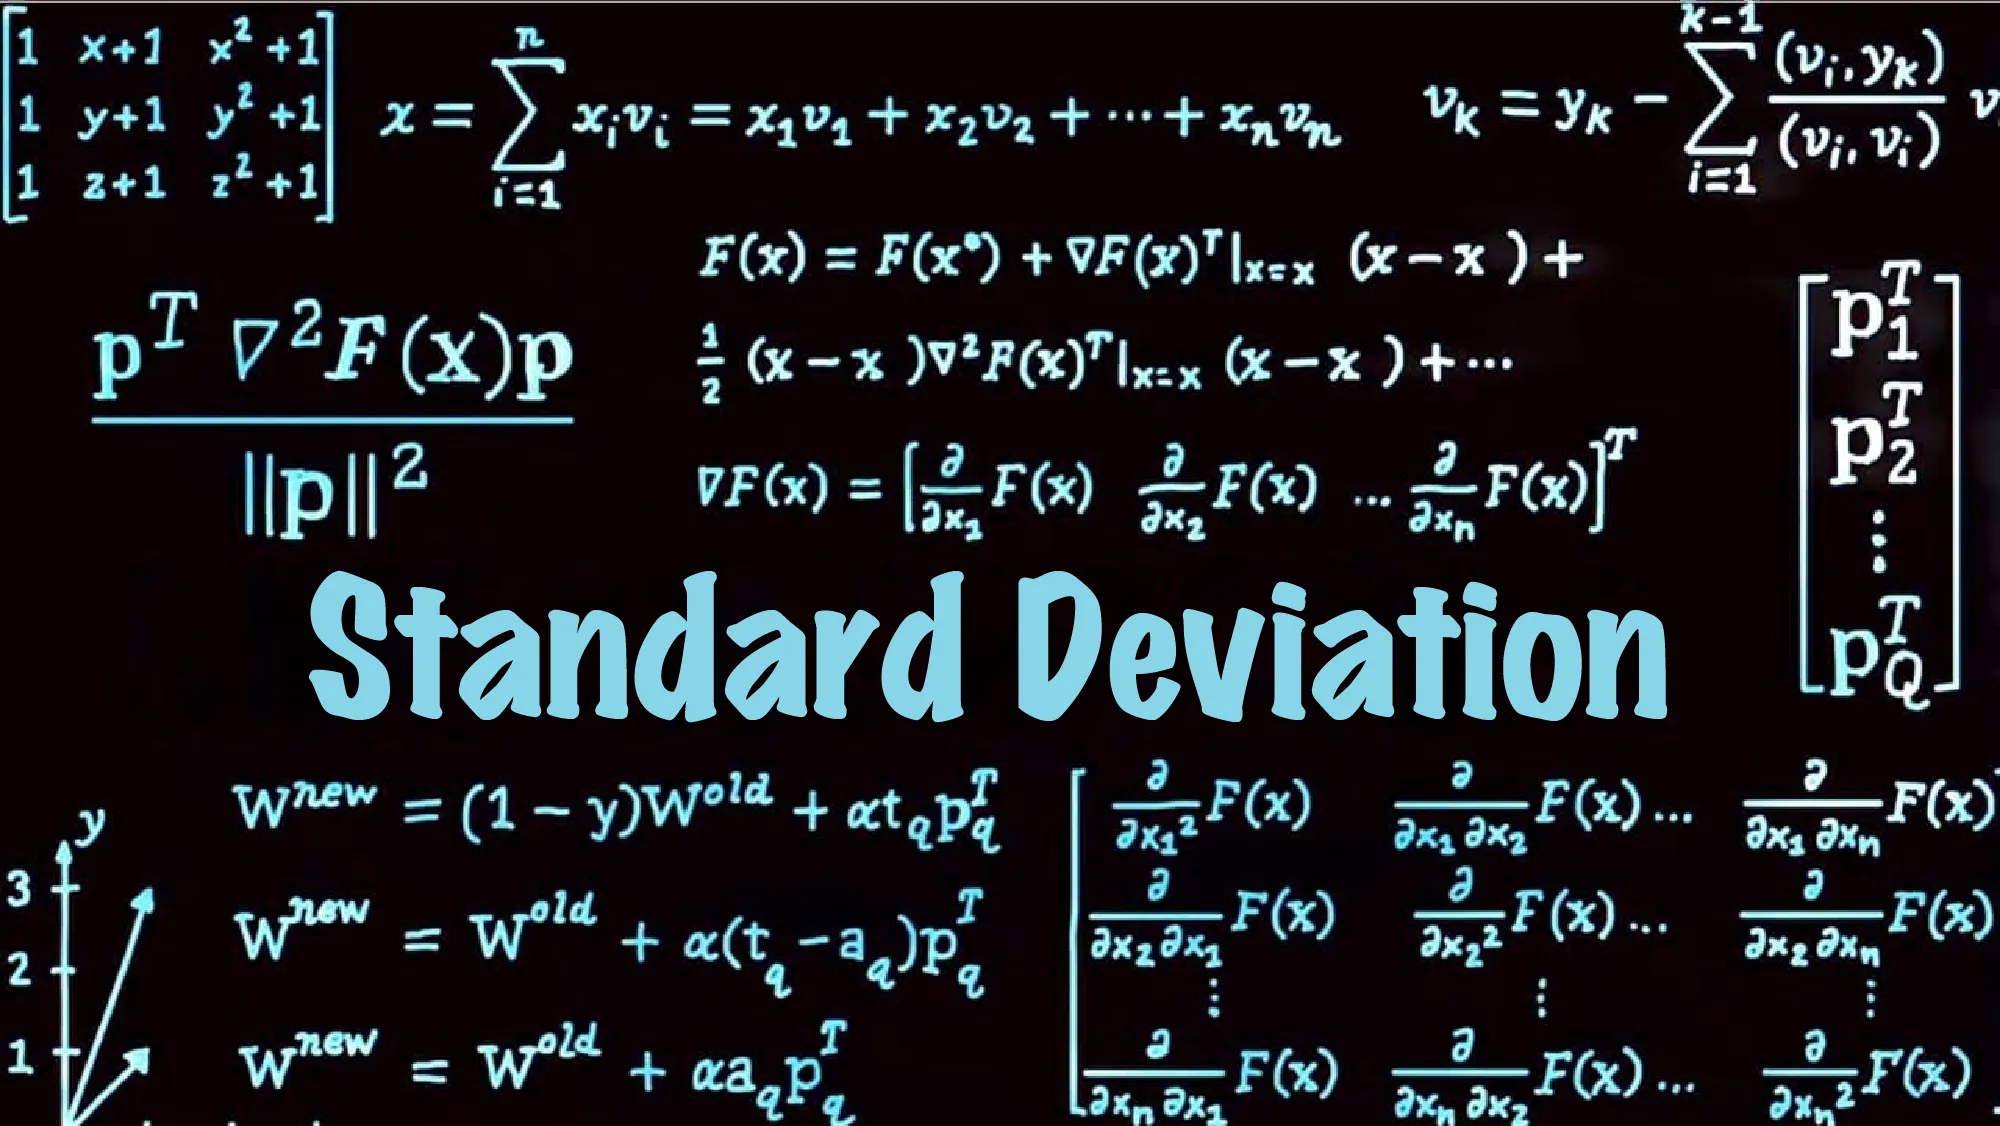 [1 x+1 x²+1]
[1 y+1 y²+1]
[1 z+1 z²+1]
x = ∑ᵢ₌₁ⁿ xᵢvᵢ = x₁v₁ + x₂v₂ + ⋯ + xₙvₙ
vₖ = yₖ − ∑ᵢ₌₁ᵏ⁻¹ (vᵢ, yₖ) / (vᵢ, vᵢ) v
F(x) = F(x•) + ∇F(x)ᵀ|ₓ₌ₓ (x − x ) +
½ (x − x )∇²F(x)ᵀ|ₓ₌ₓ (x − x ) + ⋯
pᵀ ∇²F(x)p
‖p‖²
∇F(x) = [∂/∂x₁ F(x) ∂/∂x₂ F(x) … ∂/∂xₙ F(x)]ᵀ
p₁ᵀ
p₂ᵀ
⋮
p_Qᵀ
Standard Deviation
Wⁿᵉʷ = (1 − y)Wᵒˡᵈ + αt_q p_qᵀ
Wⁿᵉʷ = Wᵒˡᵈ + α(t_q − a_q)p_qᵀ
Wⁿᵉʷ = Wᵒˡᵈ + αa_q p_qᵀ
y
3
2
1
∂/∂x₁² F(x) ∂/∂x₁ ∂x₂ F(x) … ∂/∂x₁ ∂xₙ F(x)
∂/∂x₂ ∂x₁ F(x) ∂/∂x₂² F(x) … ∂/∂x₂ ∂xₙ F(x)
⋮ ⋮ ⋮
∂/∂xₙ ∂x₁ F(x) ∂/∂xₙ ∂x₂ F(x) … ∂/∂xₙ² F(x)